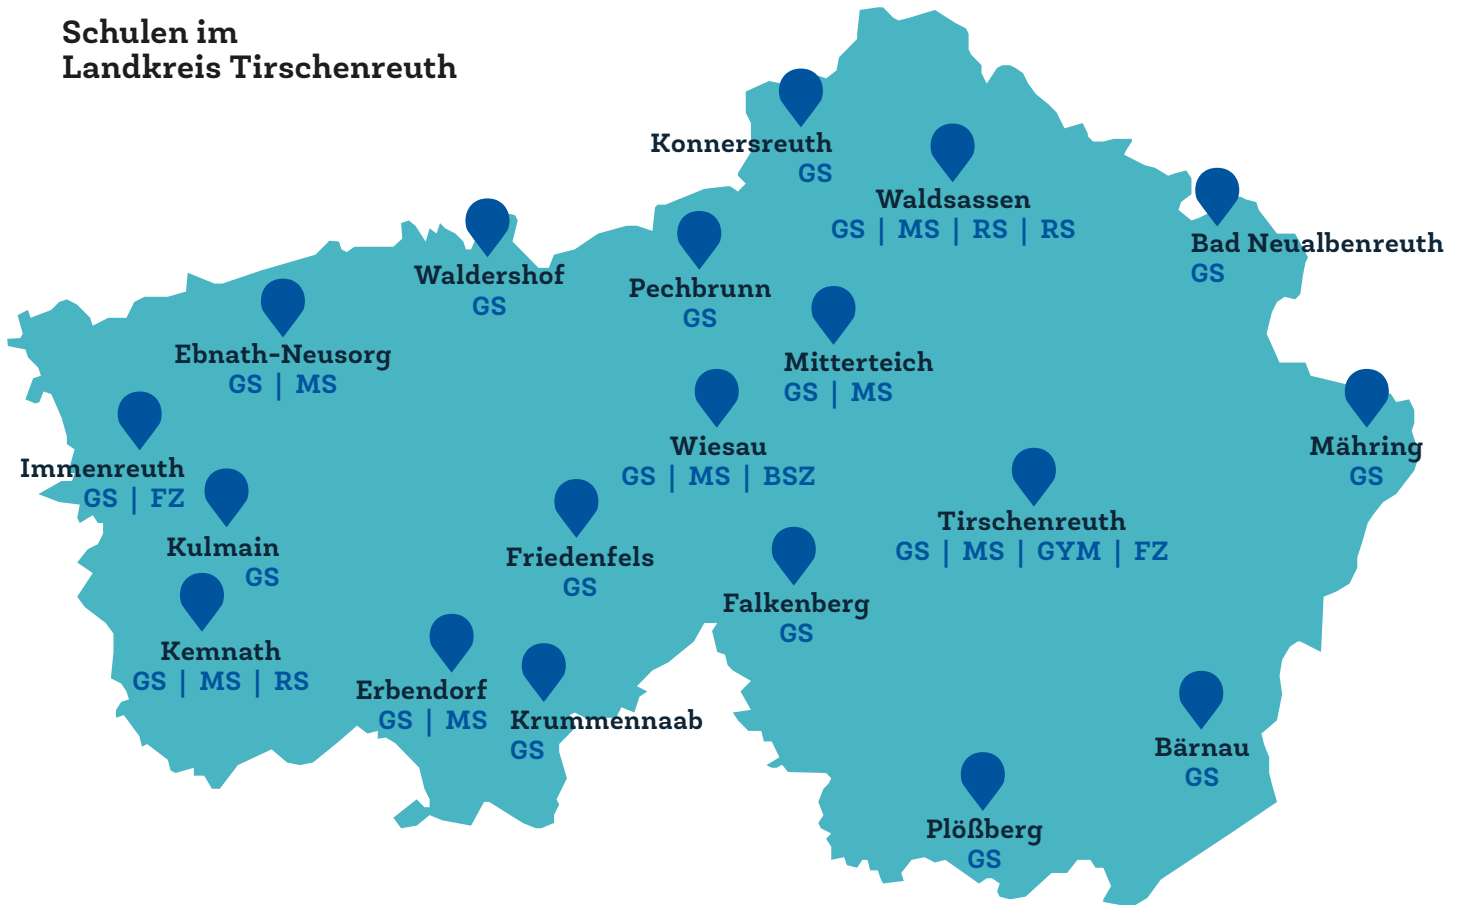 Schulen im
Landkreis Tirschenreuth
Konnersreuth
GS
Waldsassen
GS | MS | RS | RS
Bad Neualbenreuth
GS
Waldershof
GS
Pechbrunn
GS
Mitterteich
GS | MS
Ebnath-Neusorg
GS | MS
Wiesau
GS | MS | BSZ
Mähring
GS
Immenreuth
GS | FZ
Kulmain
GS
Friedenfels
GS
Tirschenreuth
GS | MS | GYM | FZ
Falkenberg
GS
Kemnath
GS | MS | RS
Erbendorf
GS | MS
Krummennaab
GS
Bärnau
GS
Plößberg
GS